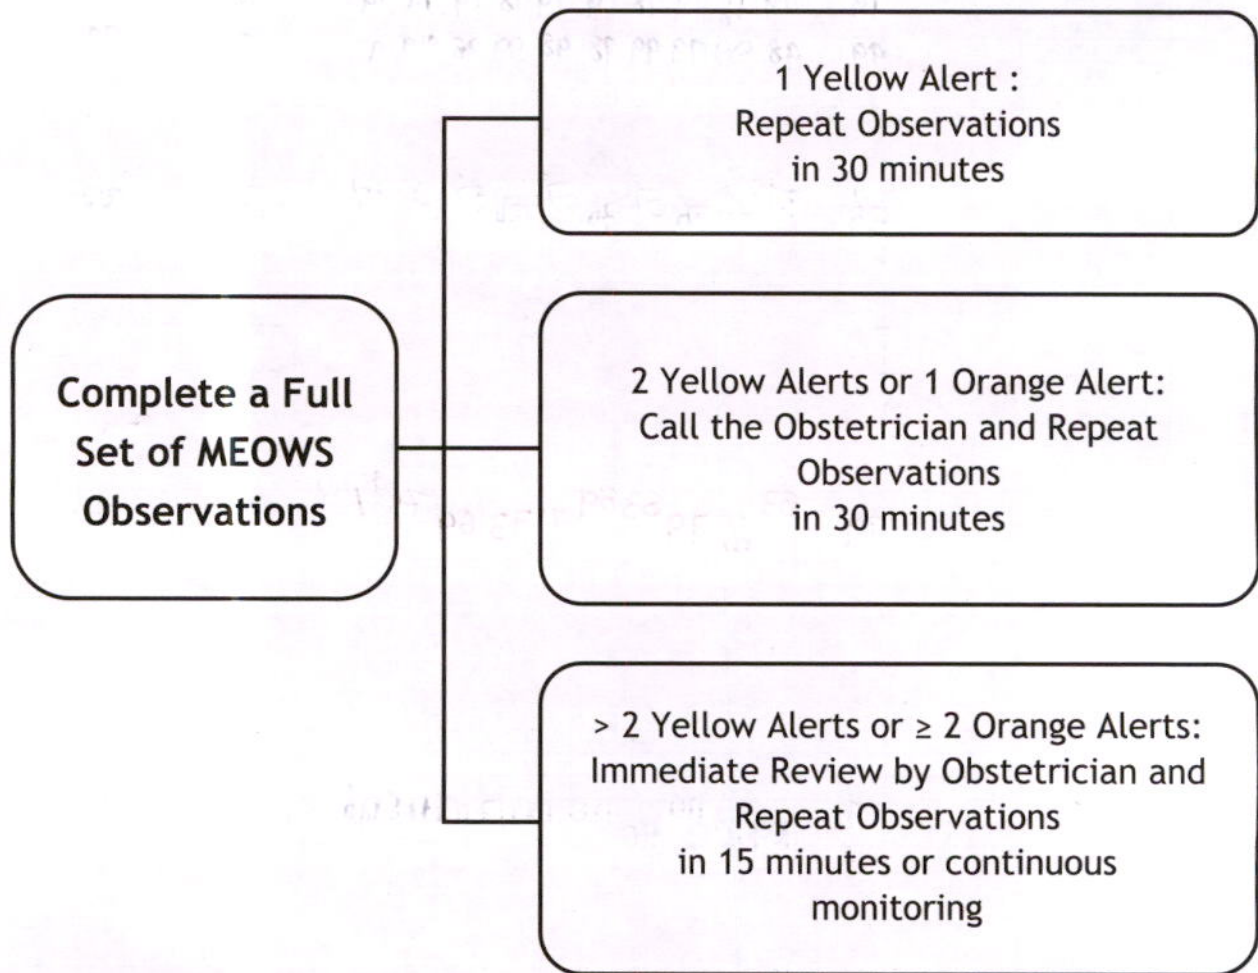 1 Yellow Alert :
Repeat Observations
in 30 minutes
Complete a Full
Set of MEOWS
Observations
2 Yellow Alerts or 1 Orange Alert:
Call the Obstetrician and Repeat
Observations
in 30 minutes
> 2 Yellow Alerts or ≥ 2 Orange Alerts:
Immediate Review by Obstetrician and
Repeat Observations
in 15 minutes or continuous
monitoring